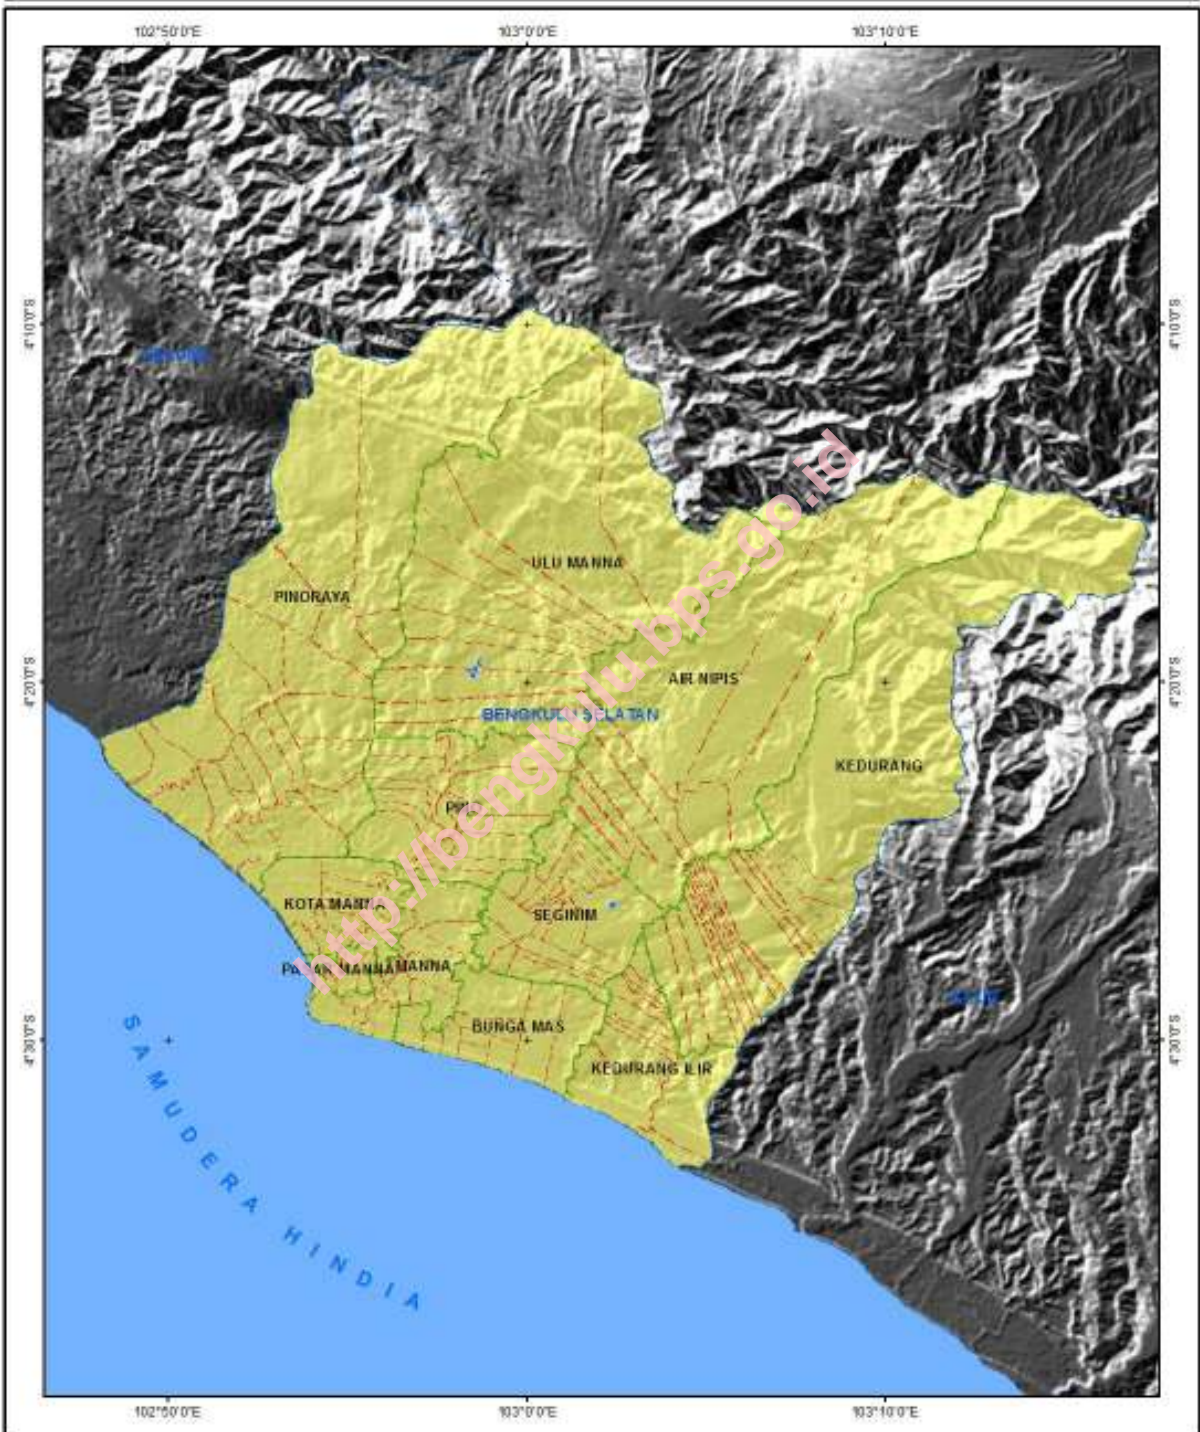 102°50'0"E 103°0'0"E 103°10'0"E
4°10'0"S
4°10'0"S
ULU MANNA
PINORAYA
4°20'0"S
AIR NIPIS
4°20'0"S
BENGKULU SELATAN
KEDURANG
PINO
KOTA MANNA
SEGINIM
PASAR MANNA
MANNA
BUNGA MAS
4°30'0"S
4°30'0"S
KEDURANG ILIR
SAMUDERA HINDIA
http://bengkulu.bps.go.id
102°50'0"E 103°0'0"E 103°10'0"E